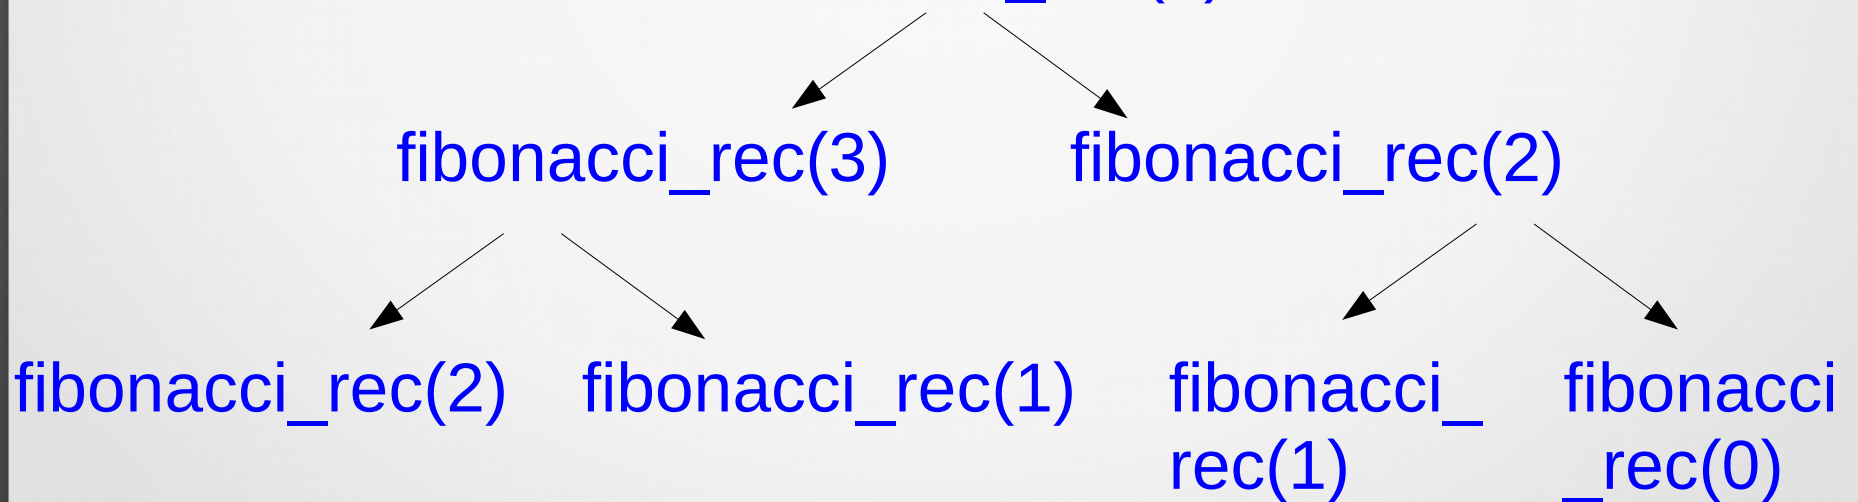 fibonacci_rec(3) fibonacci_rec(2)
fibonacci_rec(2) fibonacci_rec(1) fibonacci_ fibonacci
rec(1) _rec(0)